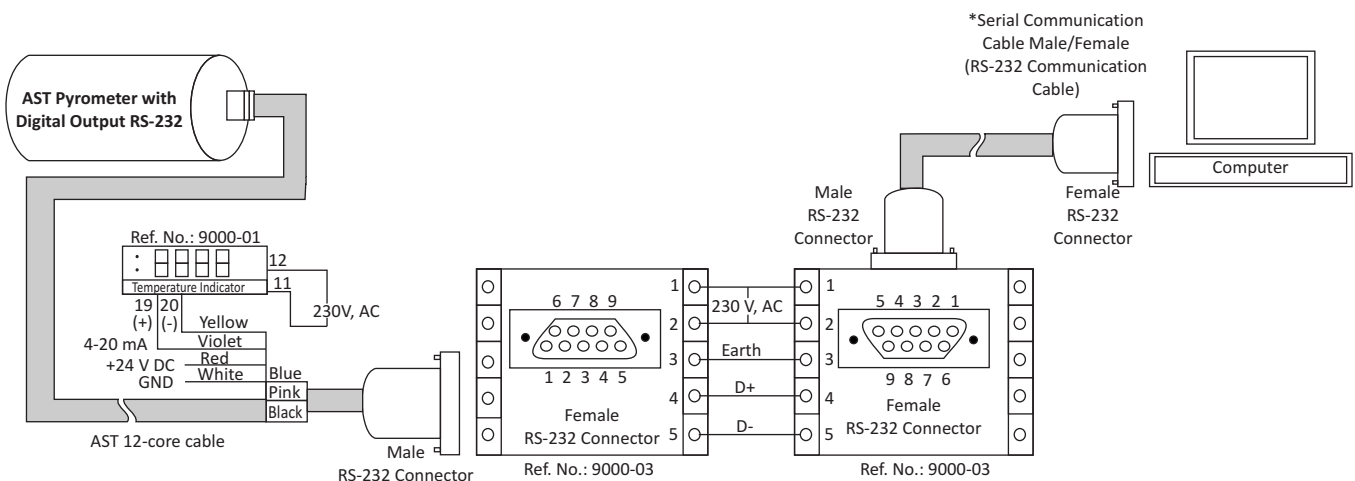 *Serial Communication
Cable Male/Female
(RS-232 Communication
Cable)
AST Pyrometer with
Digital Output RS-232
Computer
Male
RS-232
Connector
Female
RS-232
Connector
Ref. No.: 9000-01
Temperature Indicator
12
11
230V, AC
19
(+)
20
(-)
4-20 mA
+24 V DC
GND
Yellow
Violet
Red
White
Blue
Pink
Black
AST 12-core cable
Male
RS-232 Connector
6 7 8 9
1 2 3 4 5
Female
RS-232 Connector
1
2
3
4
5
Ref. No.: 9000-03
230 V, AC
Earth
D+
D-
1
2
3
4
5
5 4 3 2 1
9 8 7 6
Female
RS-232 Connector
Ref. No.: 9000-03